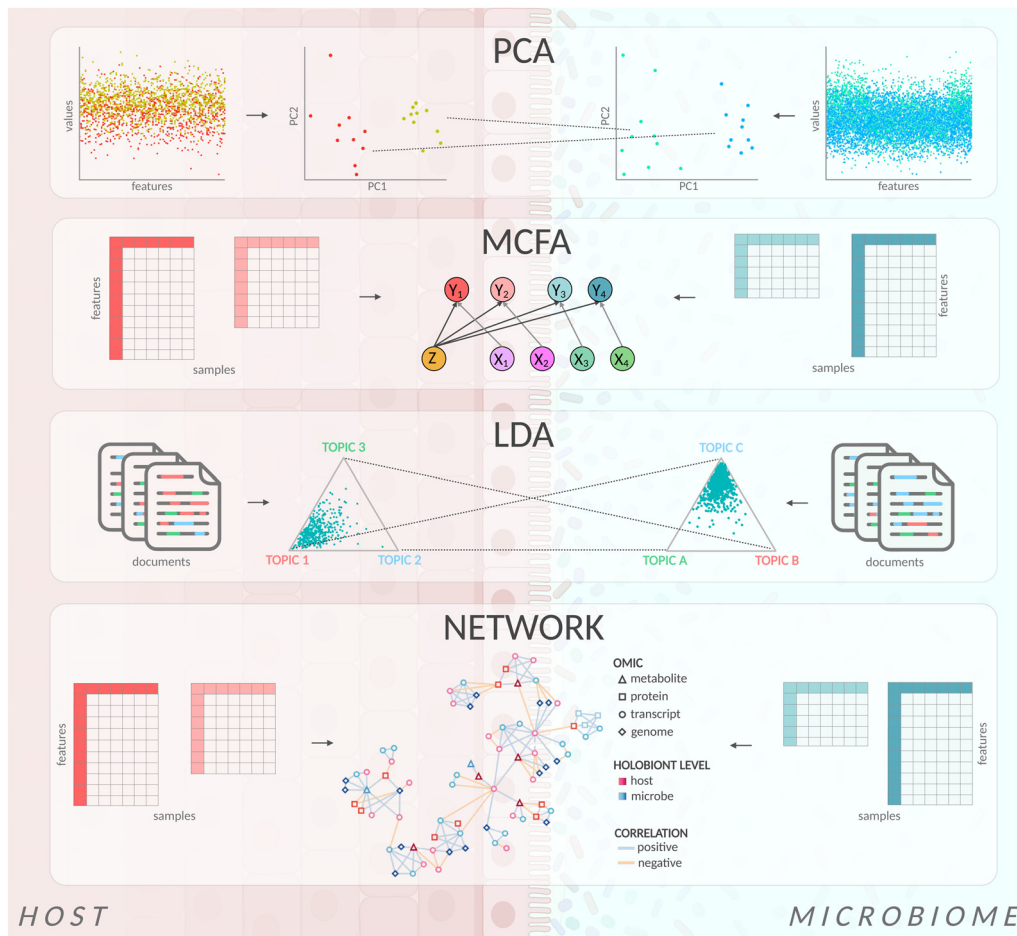 PCA
values
features
PC2
PC1
PC2
PC1
values
features
MCFA
features
samples
Y1
Y2
Y3
Y4
Z
X1
X2
X3
X4
features
samples
LDA
documents
TOPIC 3
TOPIC 1
TOPIC 2
TOPIC C
TOPIC A
TOPIC B
documents
NETWORK
features
samples
OMIC
metabolite
protein
transcript
genome
HOLOBIONT LEVEL
host
microbe
CORRELATION
positive
negative
features
samples
HOST
MICROBIOME